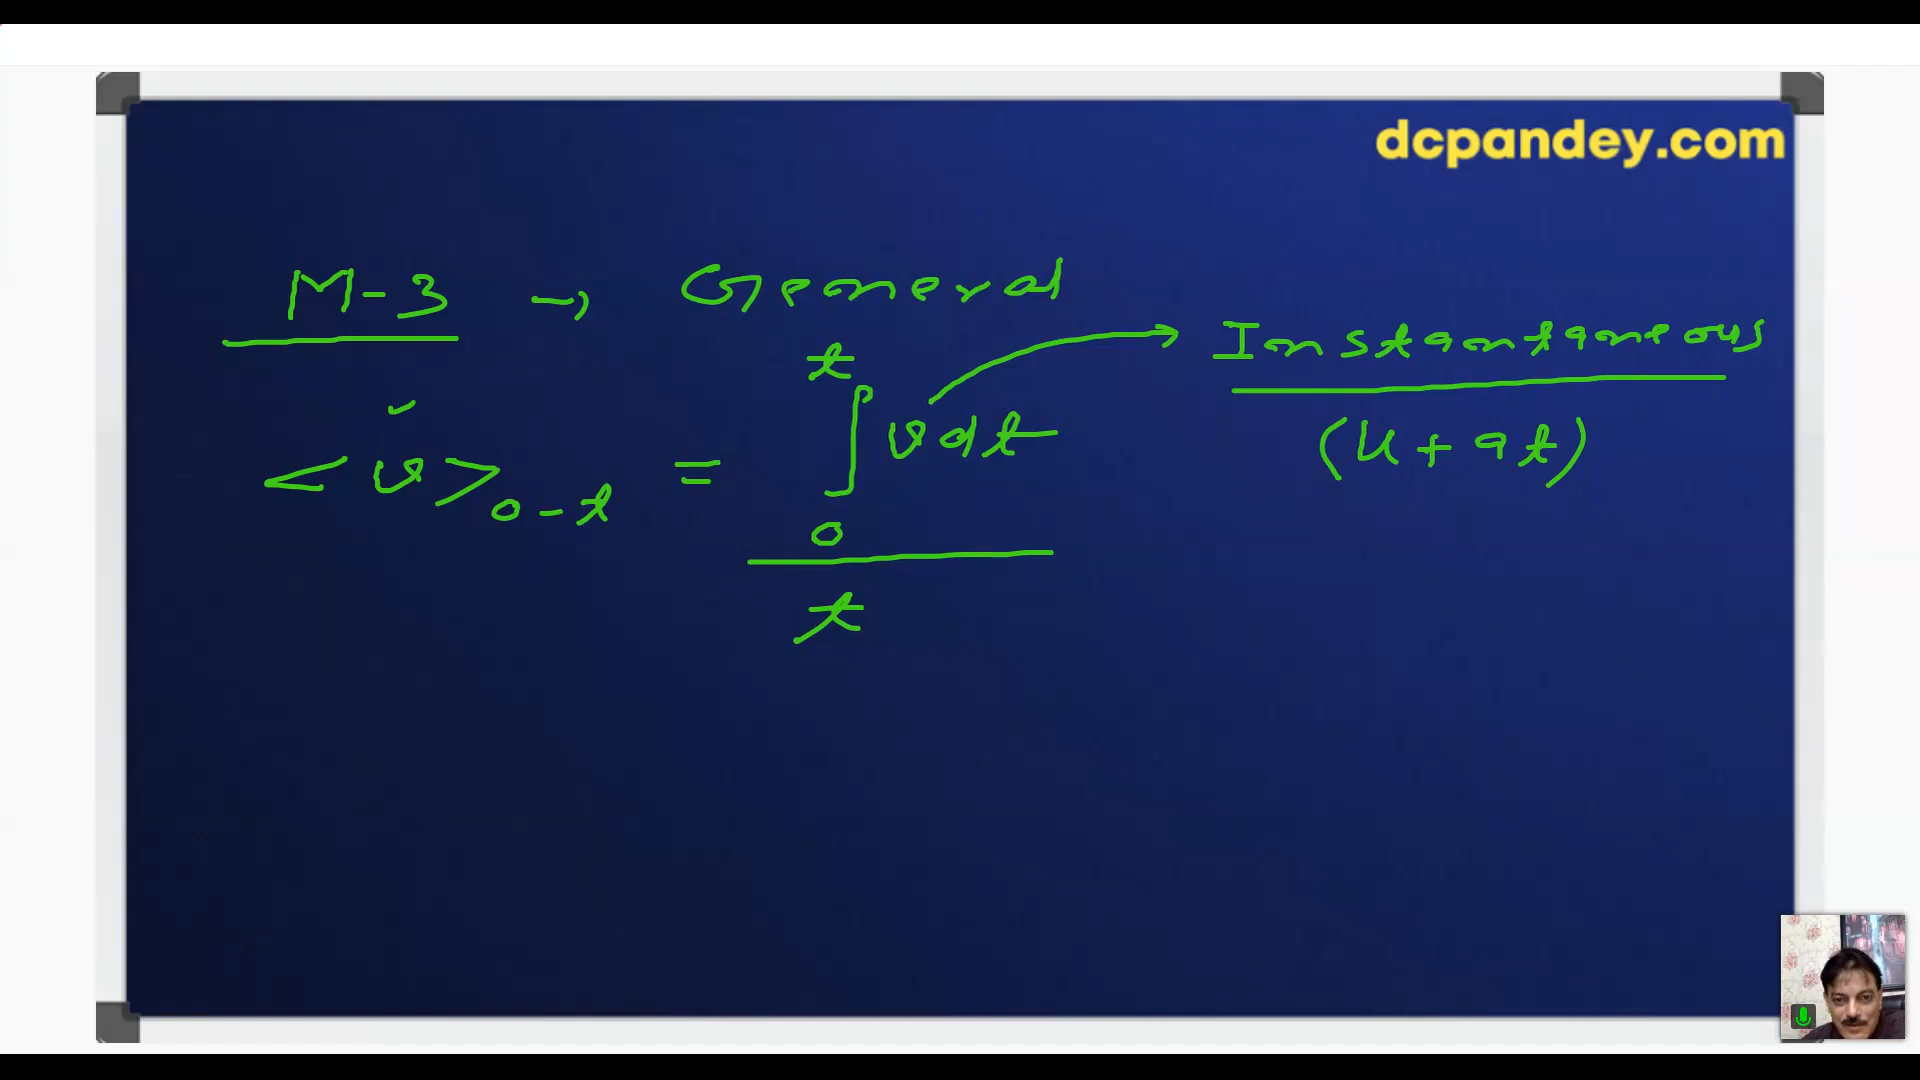 dcpandey.com
M-3 → General
<v>₀₋ₜ = ∫₀ᵗ v dt / t → Instantaneous
(u + at)